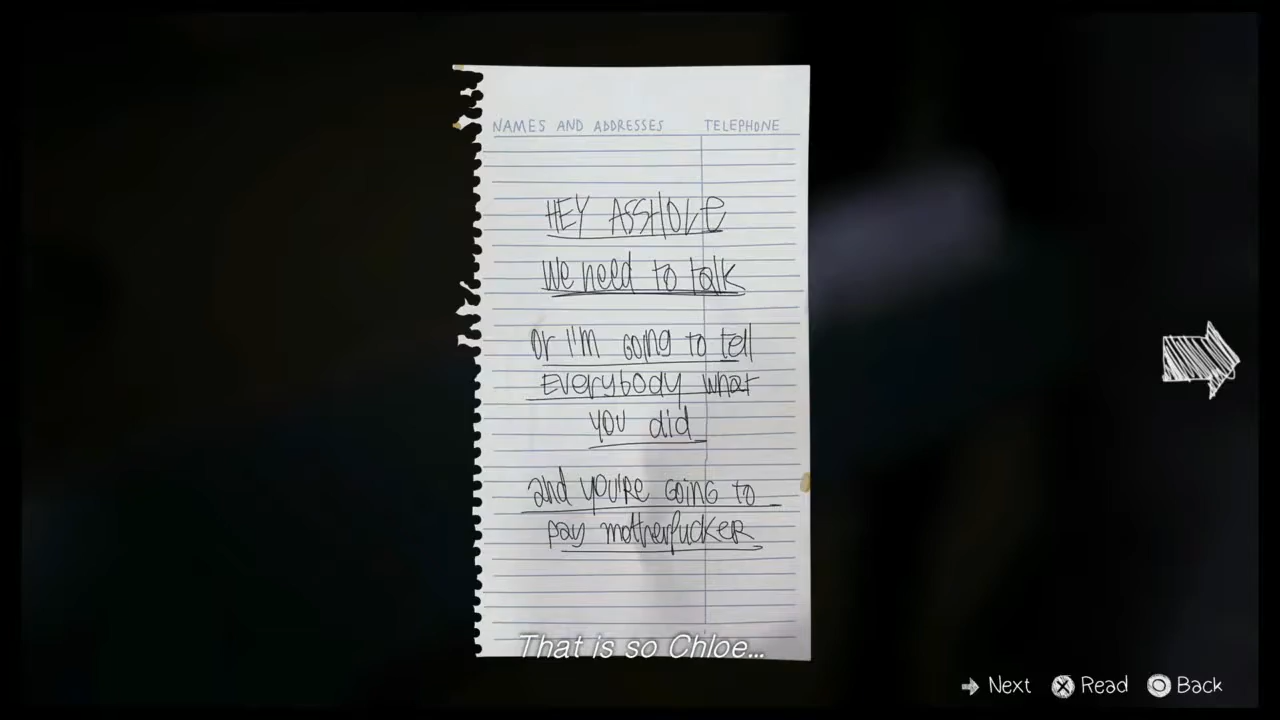 NAMES AND ADDRESSES TELEPHONE
HEY ASSHOLE
We need to talk
Or I'm going to tell
Everybody what
you did
and you're going to
pay motherfucker
That is so Chloe...
Next Read Back